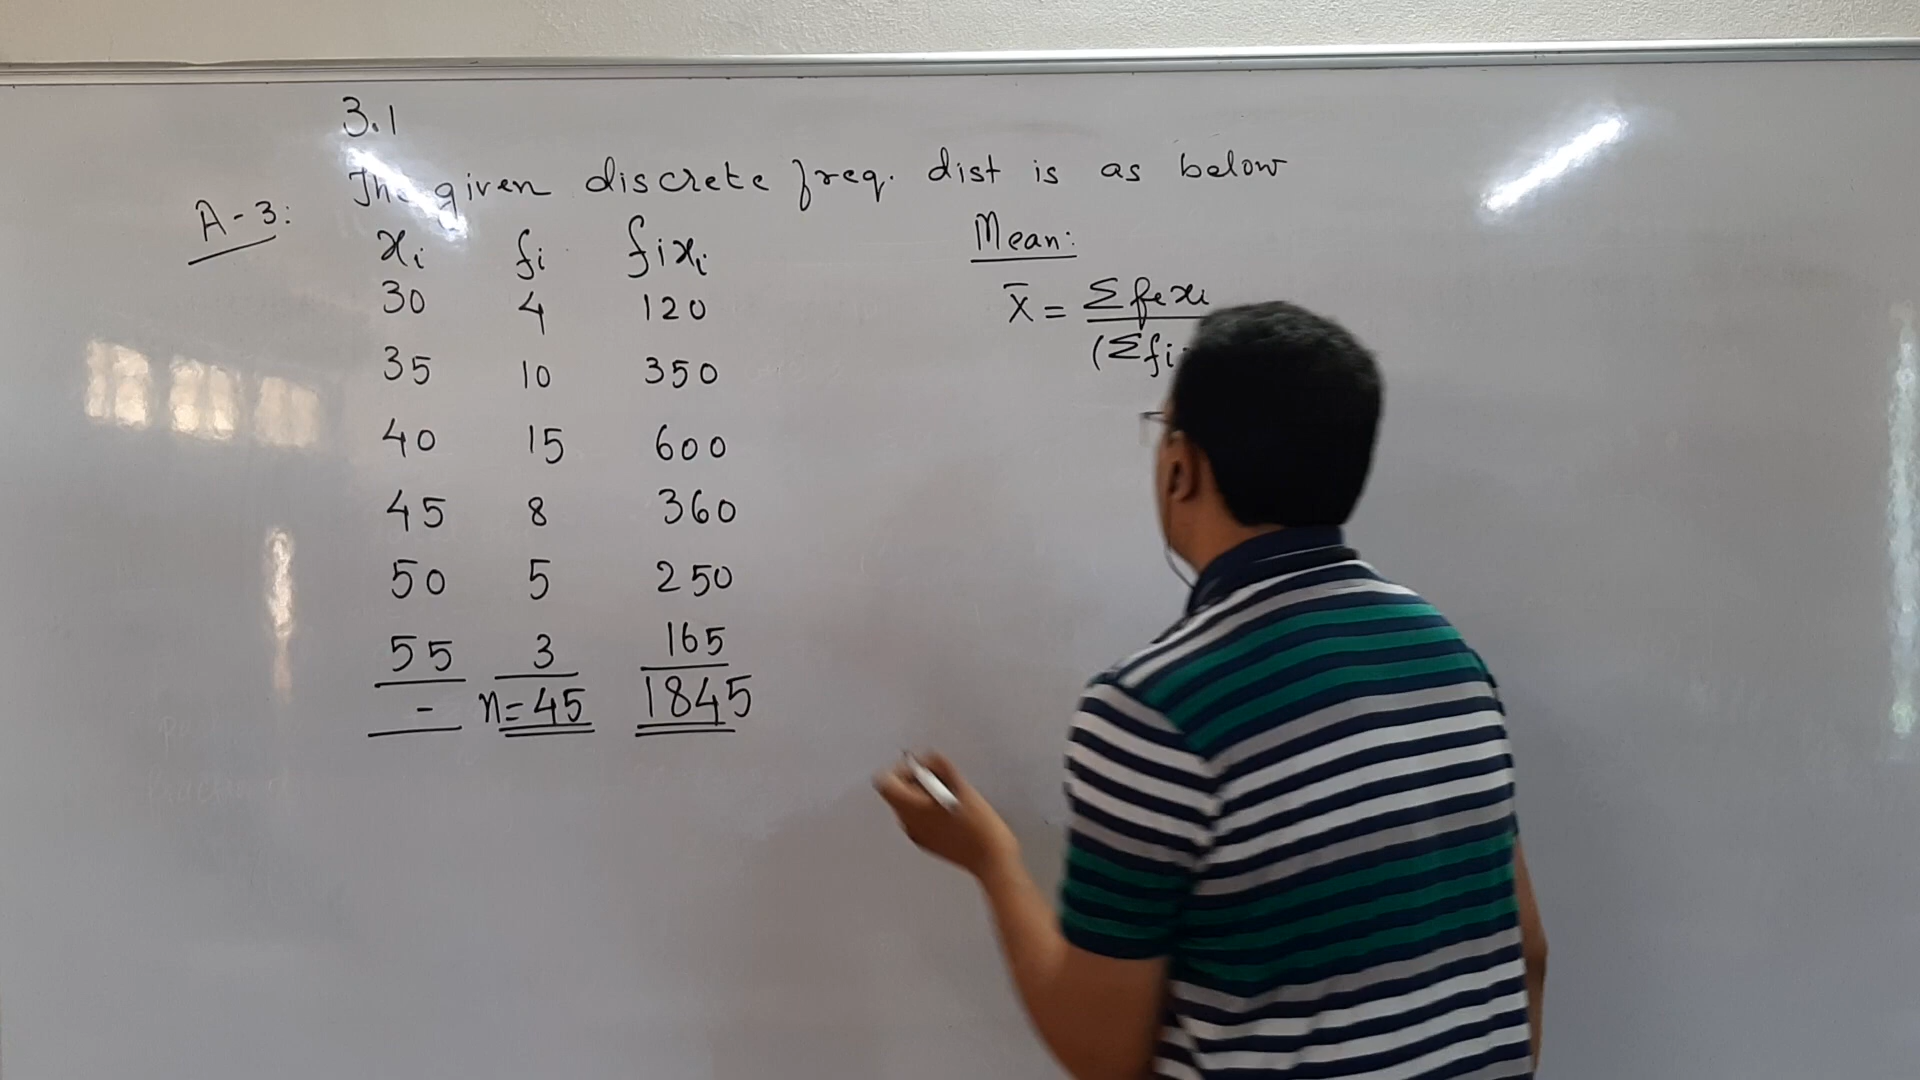 3.1
The given discrete freq. dist is as below
A-3:
xi fi fixi
30 4 120
35 10 350
40 15 600
45 8 360
50 5 250
55 3 165
- n=45 1845
Mean:
X̄ = Σfixi
(Σfi